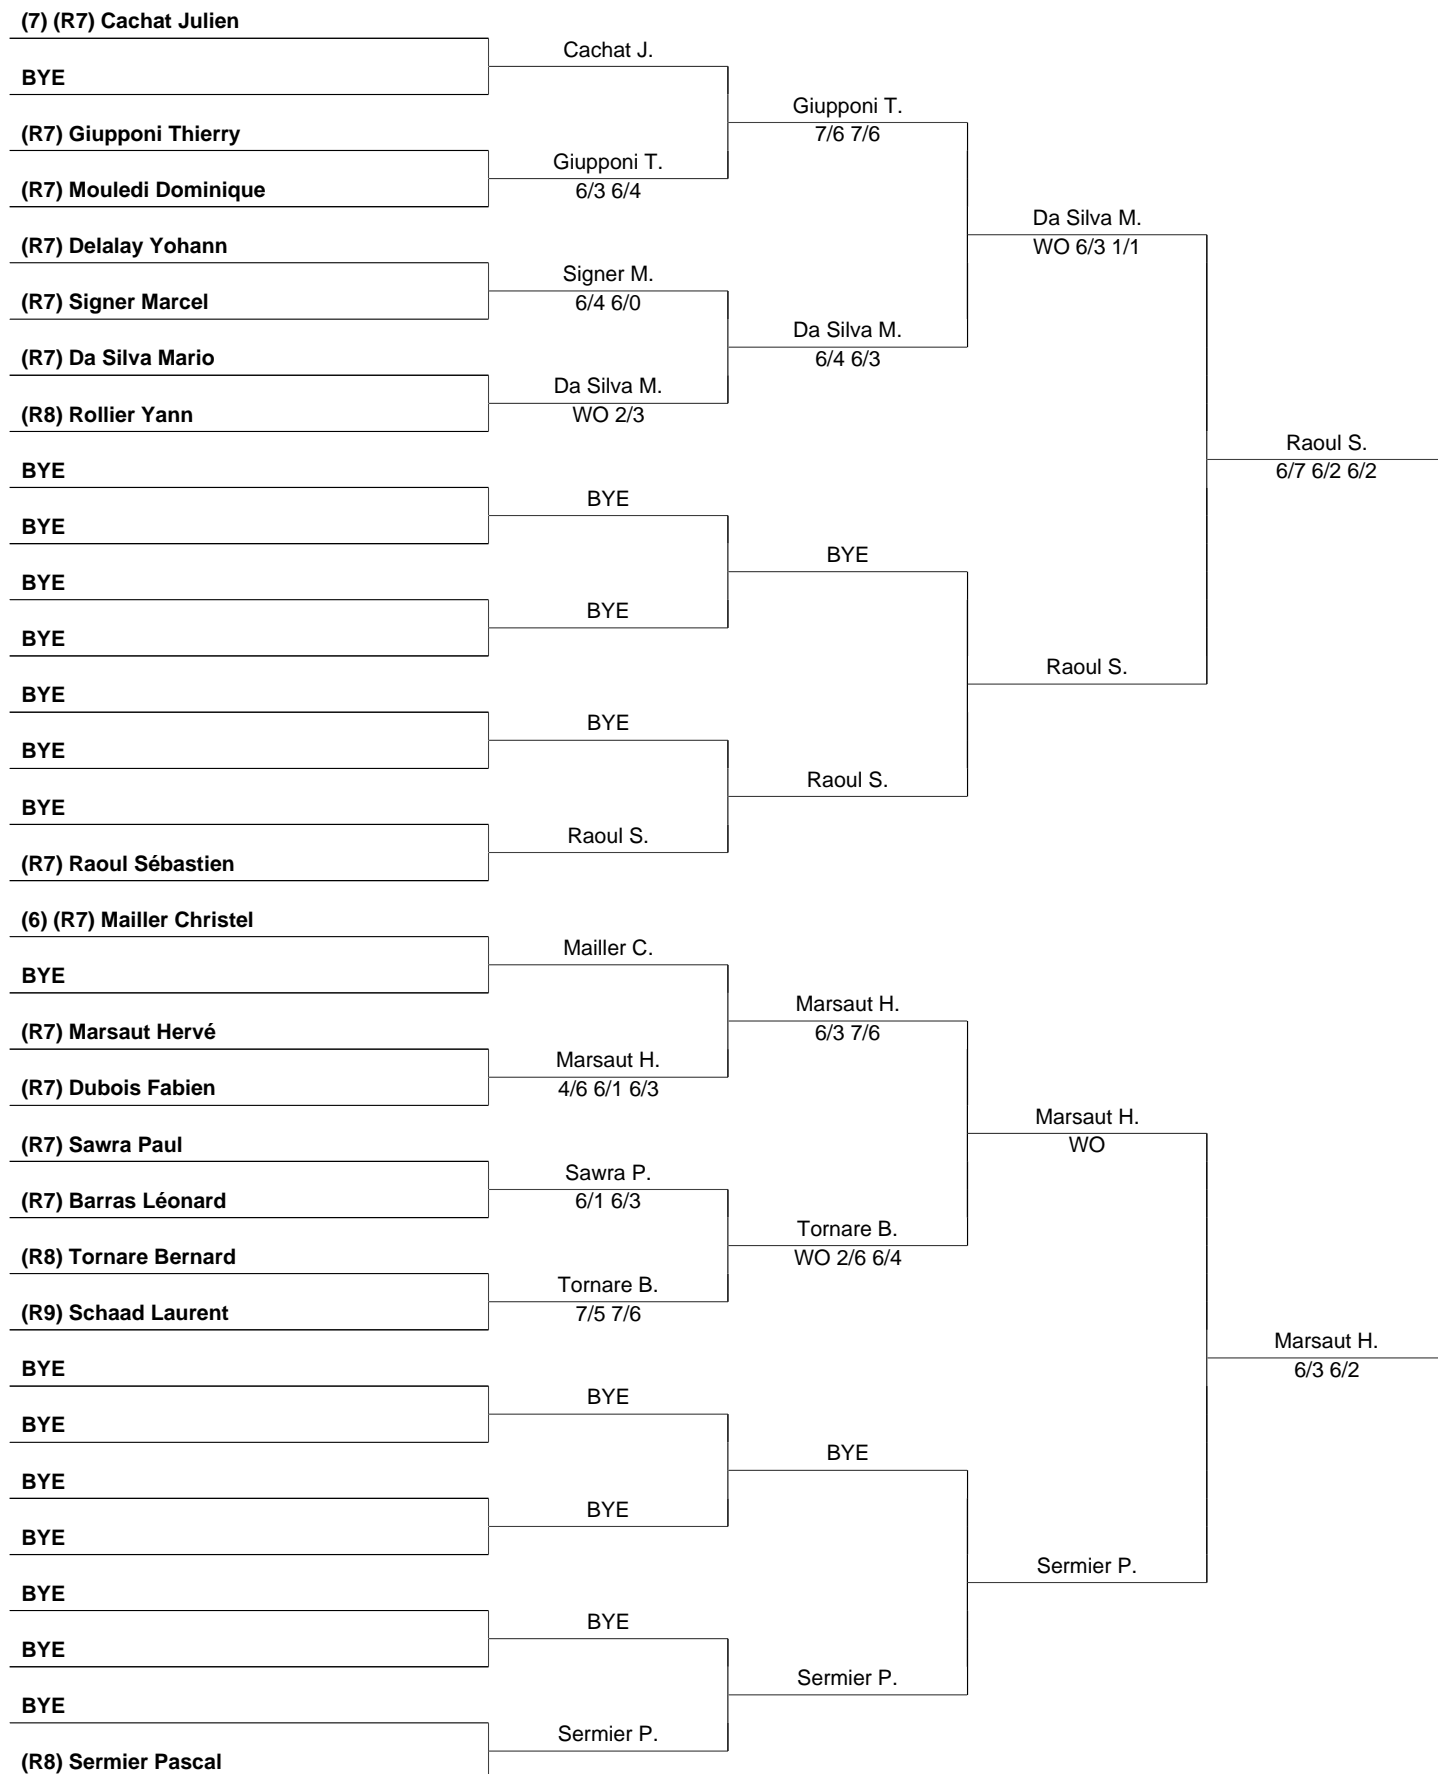 (7) (R7) Cachat Julien
Cachat J.
BYE
Giupponi T.
(R7) Giupponi Thierry
7/6 7/6
Giupponi T.
(R7) Mouledi Dominique
6/3 6/4
Da Silva M.
(R7) Delalay Yohann
WO 6/3 1/1
Signer M.
(R7) Signer Marcel
6/4 6/0
Da Silva M.
(R7) Da Silva Mario
6/4 6/3
Da Silva M.
(R8) Rollier Yann
WO 2/3
Raoul S.
BYE
6/7 6/2 6/2
BYE
BYE
BYE
BYE
BYE
BYE
Raoul S.
BYE
BYE
BYE
Raoul S.
BYE
Raoul S.
(R7) Raoul Sébastien
(6) (R7) Mailler Christel
Mailler C.
BYE
Marsaut H.
(R7) Marsaut Hervé
6/3 7/6
Marsaut H.
(R7) Dubois Fabien
4/6 6/1 6/3
Marsaut H.
(R7) Sawra Paul
WO
Sawra P.
(R7) Barras Léonard
6/1 6/3
Tornare B.
(R8) Tornare Bernard
WO 2/6 6/4
Tornare B.
(R9) Schaad Laurent
7/5 7/6
Marsaut H.
BYE
6/3 6/2
BYE
BYE
BYE
BYE
BYE
BYE
Sermier P.
BYE
BYE
BYE
Sermier P.
BYE
Sermier P.
(R8) Sermier Pascal